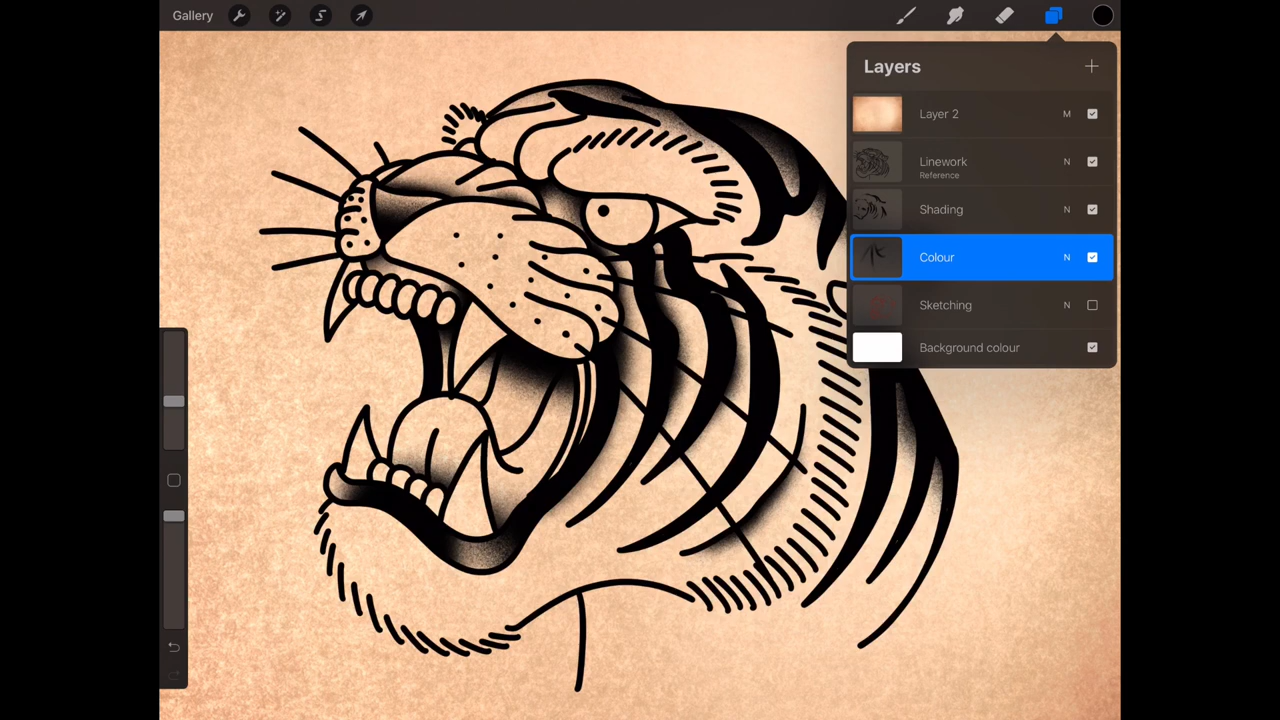 Gallery
Layers
Layer 2 M
Linework N
Reference
Shading N
Colour N
Sketching N
Background colour